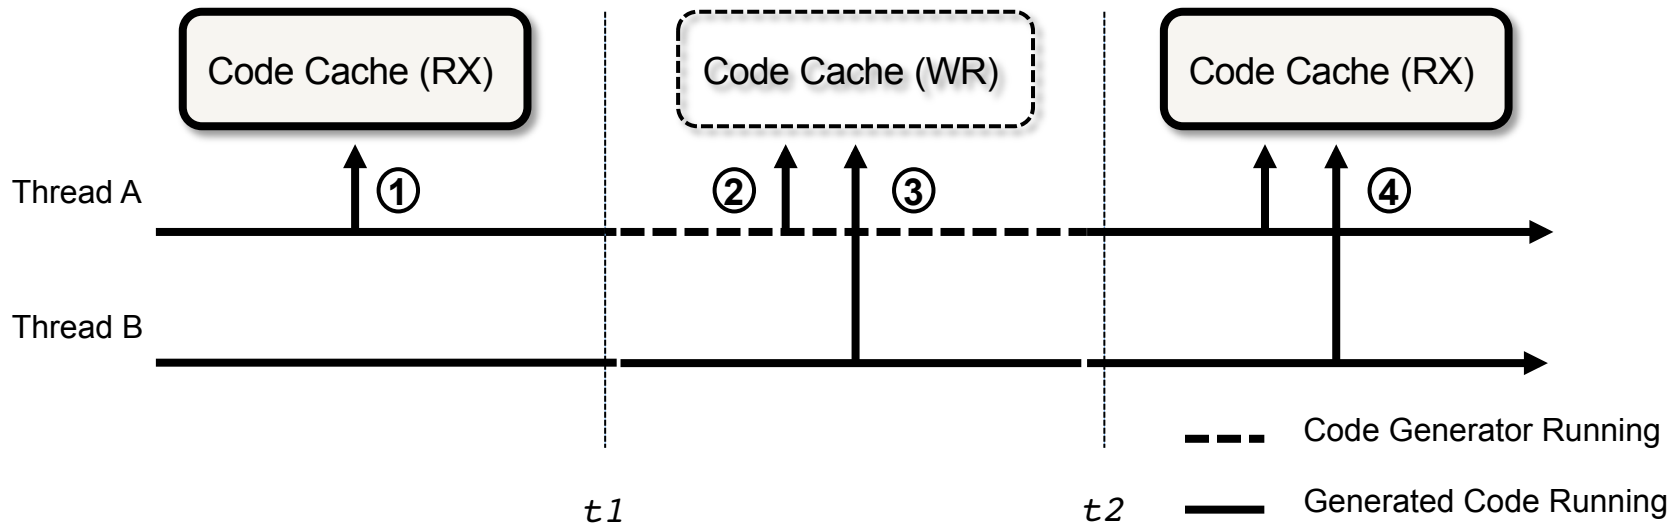 Code Cache (RX)
Code Cache (WR)
Code Cache (RX)
Thread A
1
2
3
4
Thread B
Code Generator Running
Generated Code Running
t1
t2